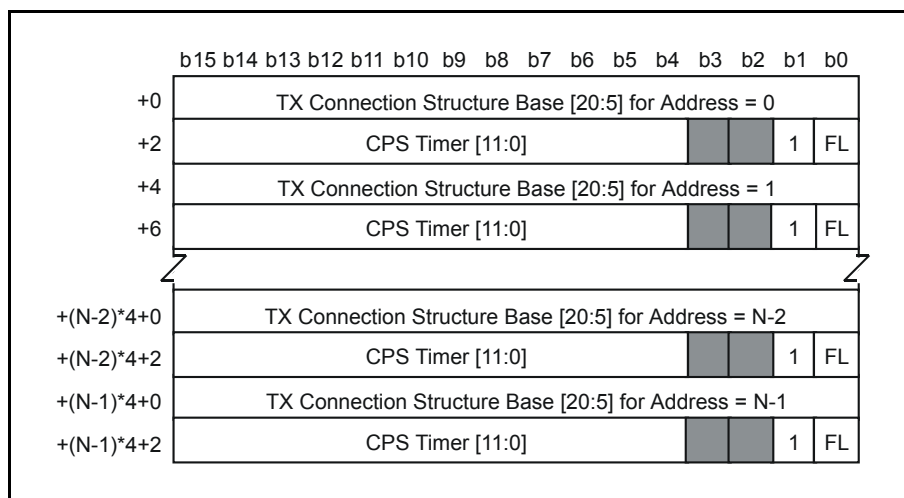 b15 b14 b13 b12 b11 b10 b9 b8 b7 b6 b5 b4 b3 b2 b1 b0
+0 TX Connection Structure Base [20:5] for Address = 0
+2 CPS Timer [11:0] 1 FL
+4 TX Connection Structure Base [20:5] for Address = 1
+6 CPS Timer [11:0] 1 FL
+(N-2)*4+0 TX Connection Structure Base [20:5] for Address = N-2
+(N-2)*4+2 CPS Timer [11:0] 1 FL
+(N-1)*4+0 TX Connection Structure Base [20:5] for Address = N-1
+(N-1)*4+2 CPS Timer [11:0] 1 FL